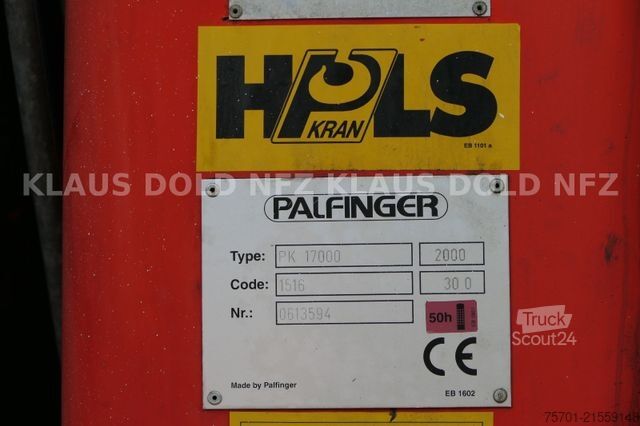 HPLS
KRAN
EB 1101 a
KLAUS DOLD NFZ KLAUS DOLD NFZ
PALFINGER
Type: PK 17000 2000
Code: 1516 30 0
Nr.: 0613594 50h
CE
Made by Palfinger EB 1602
Truck
Scout24
75701-21559148